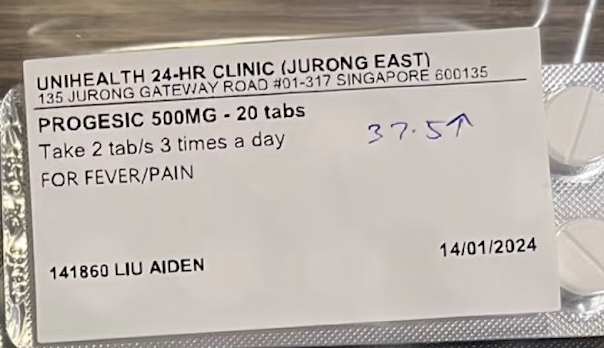 UNIHEALTH 24-HR CLINIC (JURONG EAST)
135 JURONG GATEWAY ROAD #01-317 SINGAPORE 600135
PROGESIC 500MG - 20 tabs
37.5↑
Take 2 tab/s 3 times a day
FOR FEVER/PAIN
141860 LIU AIDEN
14/01/2024